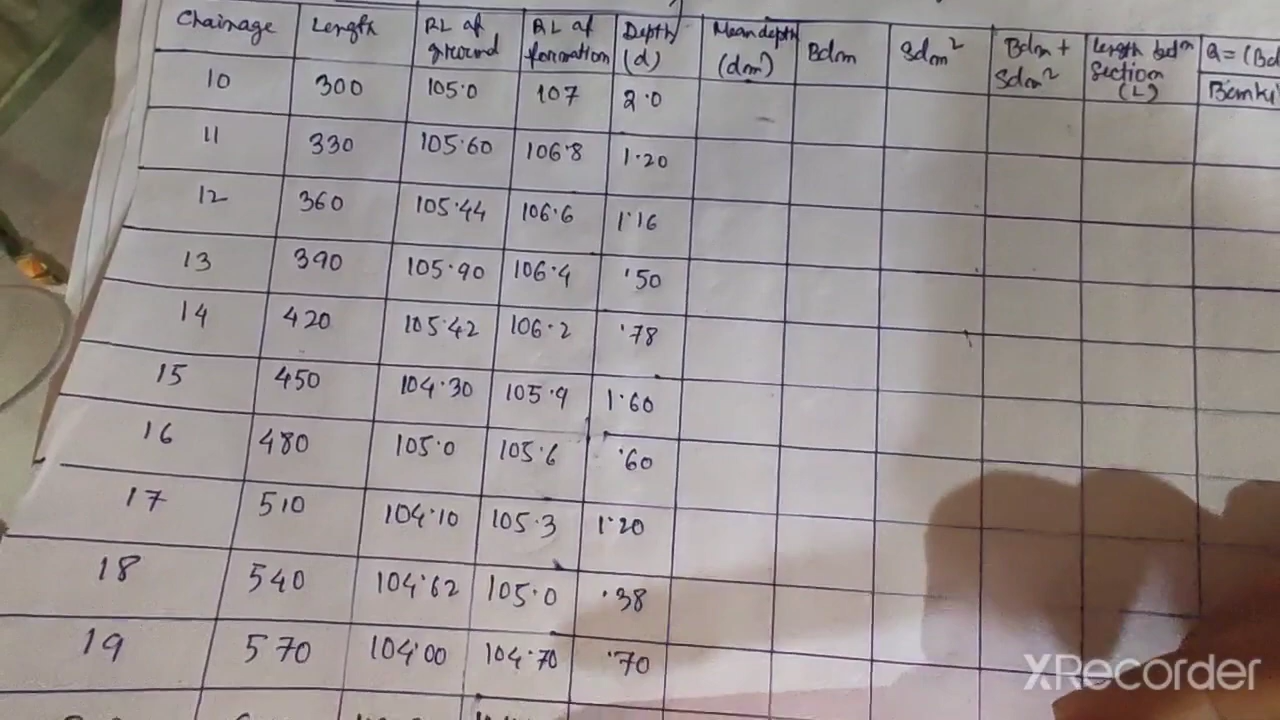 Chainage Length RL of ground RL of formation Depth (d) Mean depth (dm) Bdm Sdm² Bdm + Sdm² Length Section (L) Q = (Bd
10 300 105.0 107 2.0
11 330 105.60 106.8 1.20
12 360 105.44 106.6 1.16
13 390 105.90 106.4 .50
14 420 105.42 106.2 .78
15 450 104.30 105.9 1.60
16 480 105.0 105.6 .60
17 510 104.10 105.3 1.20
18 540 104.62 105.0 .38
19 570 104.00 104.70 .70
XRecorder